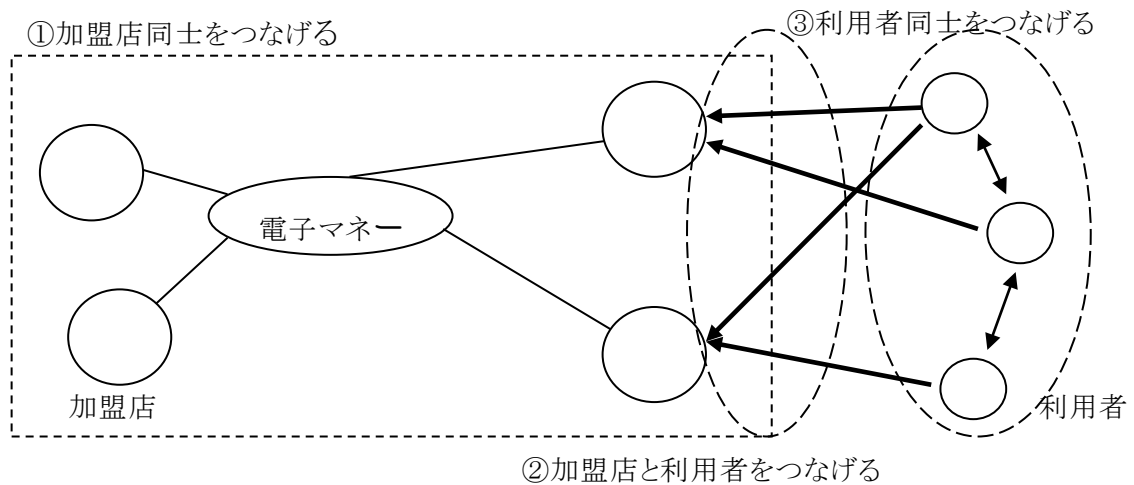 ①加盟店同士をつなげる
③利用者同士をつなげる
電子マネー
加盟店
利用者
②加盟店と利用者をつなげる